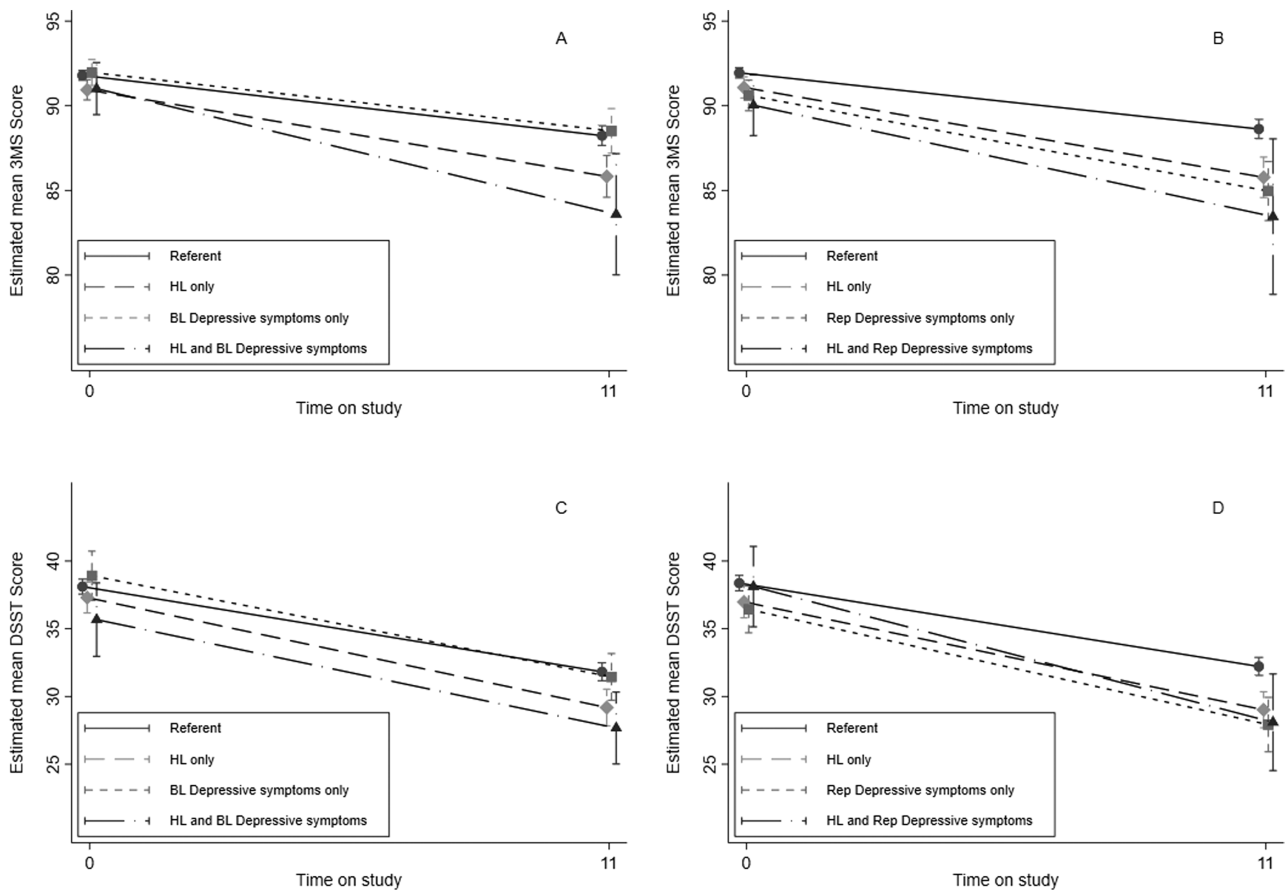 A
Estimated mean 3MS Score
95
90
85
80
Referent
HL only
BL Depressive symptoms only
HL and BL Depressive symptoms
0
11
Time on study
B
Estimated mean 3MS Score
95
90
85
80
Referent
HL only
Rep Depressive symptoms only
HL and Rep Depressive symptoms
0
11
Time on study
C
Estimated mean DSST Score
40
35
30
25
Referent
HL only
BL Depressive symptoms only
HL and BL Depressive symptoms
0
11
Time on study
D
Estimated mean DSST Score
40
35
30
25
Referent
HL only
Rep Depressive symptoms only
HL and Rep Depressive symptoms
0
11
Time on study